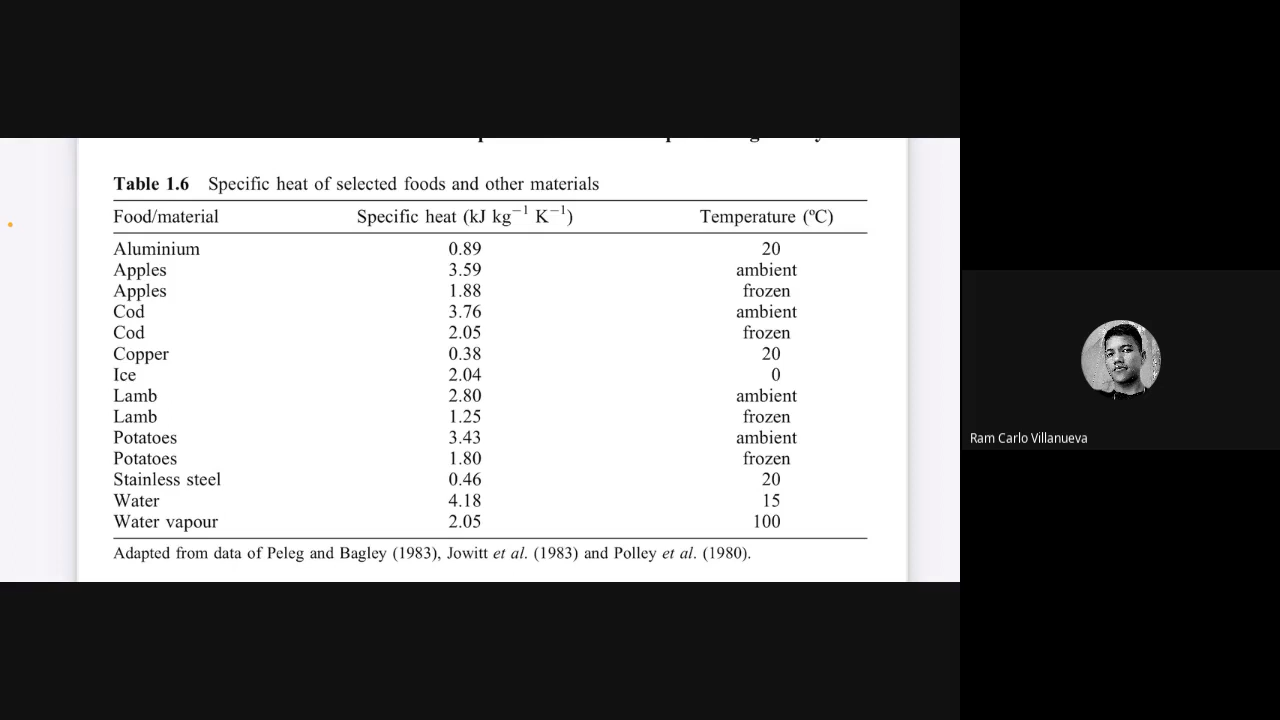 Table 1.6 Specific heat of selected foods and other materials
Food/material Specific heat (kJ kg⁻¹ K⁻¹) Temperature (ºC)
Aluminium 0.89 20
Apples 3.59 ambient
Apples 1.88 frozen
Cod 3.76 ambient
Cod 2.05 frozen
Copper 0.38 20
Ice 2.04 0
Lamb 2.80 ambient
Lamb 1.25 frozen
Potatoes 3.43 ambient
Potatoes 1.80 frozen
Stainless steel 0.46 20
Water 4.18 15
Water vapour 2.05 100
Adapted from data of Peleg and Bagley (1983), Jowitt et al. (1983) and Polley et al. (1980).
Ram Carlo Villanueva